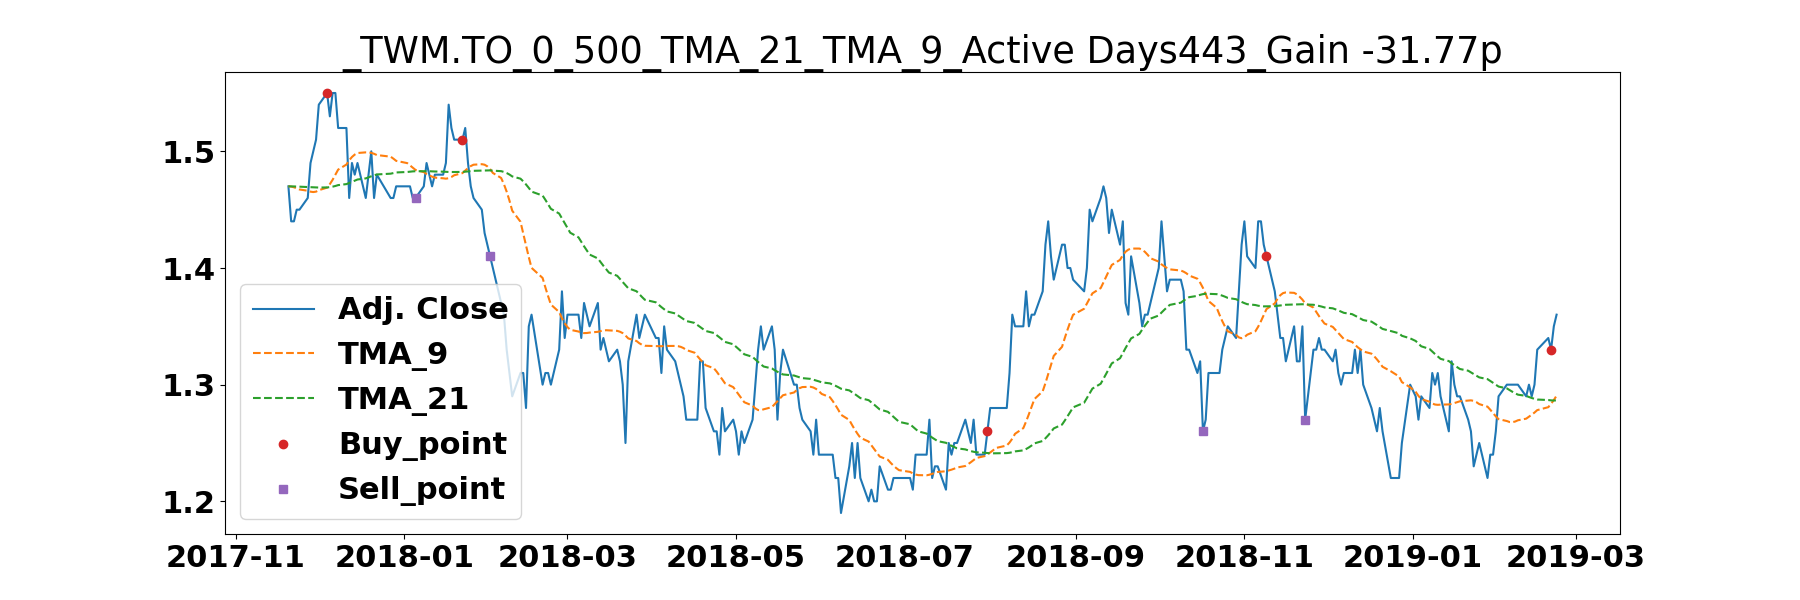 _TWM.TO_0_500_TMA_21_TMA_9_Active Days443_Gain -31.77p
1.5
1.4
1.3
1.2
Adj. Close
TMA_9
TMA_21
Buy_point
Sell_point
2017-11 2018-01 2018-03 2018-05 2018-07 2018-09 2018-11 2019-01 2019-03